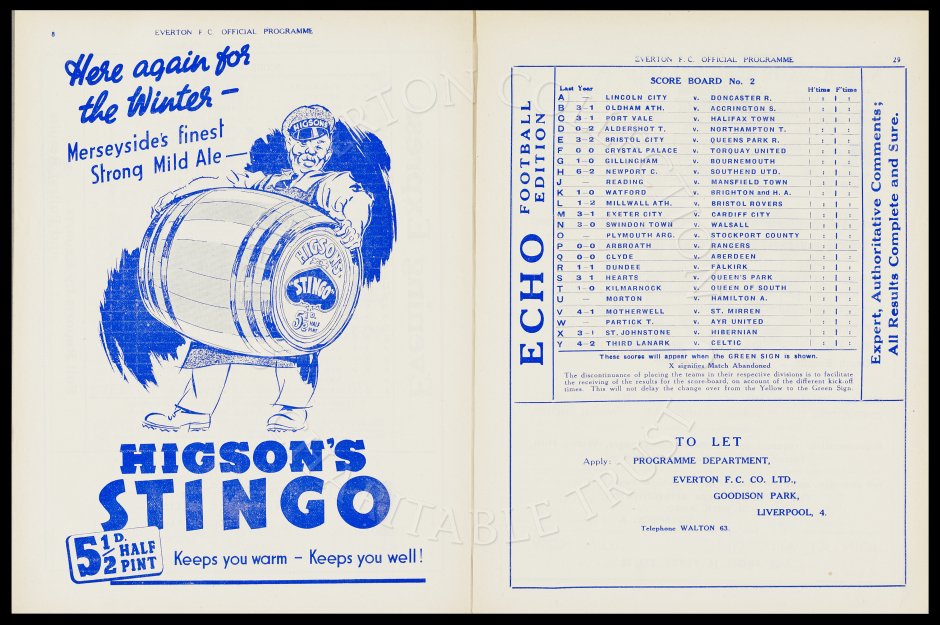 8
EVERTON F C OFFICIAL PROGRAMME
Here again for
the Winter —
Merseyside's finest
Strong Mild Ale —
HIGSONS
HIGSON'S
STINGO
5½D. HALF PINT
HIGSON'S
STINGO
5½D. HALF PINT
Keeps you warm – Keeps you well!
EVERTON F.C. OFFICIAL PROGRAMME
29
ECHO FOOTBALL EDITION
SCORE BOARD No. 2
Last Year H'time F'time
A – LINCOLN CITY v. DONCASTER R. : :
B 3–1 OLDHAM ATH. v. ACCRINGTON S. : :
C 3–1 PORT VALE v. HALIFAX TOWN : :
D 0–2 ALDERSHOT T. v. NORTHAMPTON T. : :
E 3–2 BRISTOL CITY v. QUEENS PARK R. : :
F 0 0 CRYSTAL PALACE v. TORQUAY UNITED : :
G 1–0 GILLINGHAM v. BOURNEMOUTH : :
H 6–2 NEWPORT C. v. SOUTHEND UTD. : :
J READING v. MANSFIELD TOWN : :
K 1–0 WATFORD v. BRIGHTON and H. A. : :
L 1–2 MILLWALL ATH. v. BRISTOL ROVERS : :
M 3–1 EXETER CITY v. CARDIFF CITY : :
N 3–0 SWINDON TOWN v. WALSALL : :
O – PLYMOUTH ARG. v. STOCKPORT COUNTY : :
P 0–0 ARBROATH v. RANGERS : :
Q 0–0 CLYDE v. ABERDEEN : :
R 1–1 DUNDEE v. FALKIRK : :
S 3 1 HEARTS v. QUEEN'S PARK : :
T 1–0 KILMARNOCK v. QUEEN OF SOUTH : :
U – MORTON v. HAMILTON A. : :
V 4–1 MOTHERWELL v. ST. MIRREN : :
W PARTICK T. v. AYR UNITED : :
X 3–1 ST. JOHNSTONE v. HIBERNIAN : :
Y 4–2 THIRD LANARK v. CELTIC : :
These scores will appear when the GREEN SIGN is shown.
X signifies Match Abandoned
The discontinuance of placing the teams in their respective divisions is to facilitate
the receiving of the results for the score-board, on account of the different kick-off
times. This will not delay the change over from the Yellow to the Green Sign.
Expert, Authoritative Comments;
All Results Complete and Sure.
TO LET
Apply: PROGRAMME DEPARTMENT,
EVERTON F. C. CO. LTD.,
GOODISON PARK,
LIVERPOOL, 4.
Telephone WALTON 63.